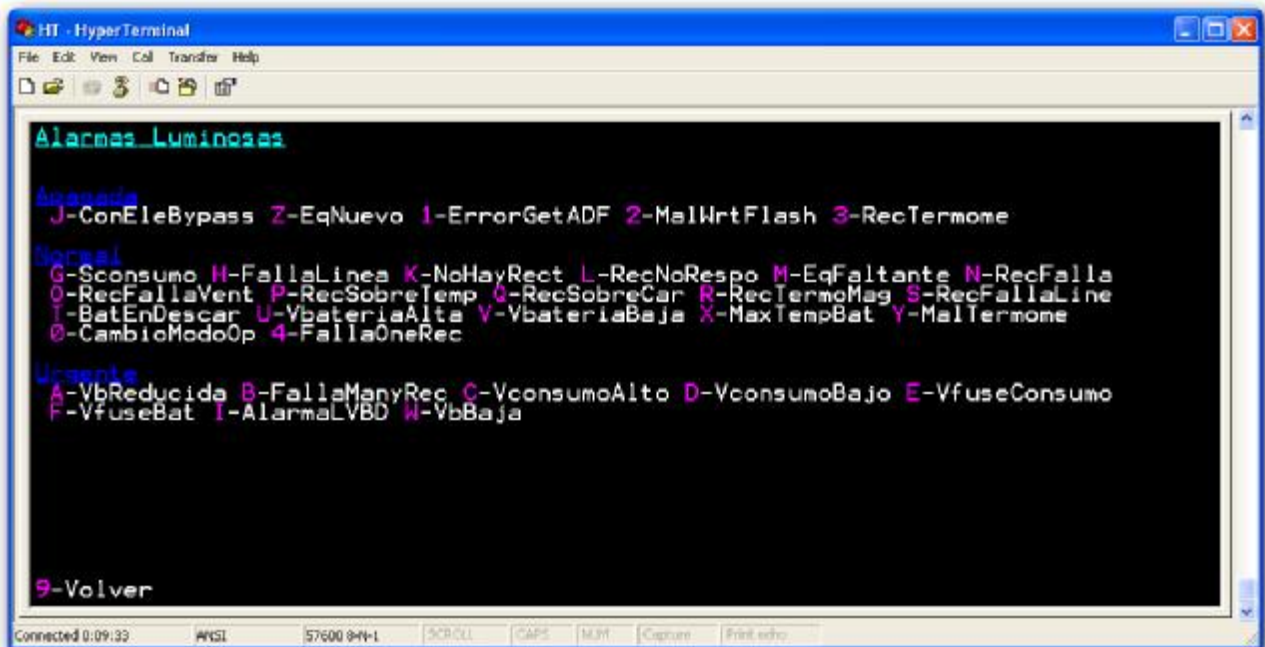 HT - HyperTerminal
File Edit View Call Transfer Help
Alarmas Luminosas
Apagada
J-ConEleBypass Z-EqNuevo 1-ErrorGetADF 2-MalWrtFlash 3-RecTermome
Normal
G-Sconsumo H-FallaLinea K-NoHayRect L-RecNoRespo M-EqFaltante N-RecFalla
O-RecFallaVent P-RecSobreTemp Q-RecSobreCar R-RecTermoMag S-RecFallaLine
T-BatEnDescar U-VbateriaAlta V-VbateriaBaja X-MaxTempBat Y-MalTermome
0-CambioModoOp 4-FallaOneRec
Urgente
A-VbReducida B-FallaManyRec C-VconsumoAlto D-VconsumoBajo E-VfuseConsumo
F-VfuseBat I-AlarmaLVBD W-VbBaja
9-Volver
Connected 0:09:33 ANSI 57600 8-N-1 SCROLL CAPS NUM Capture Print echo